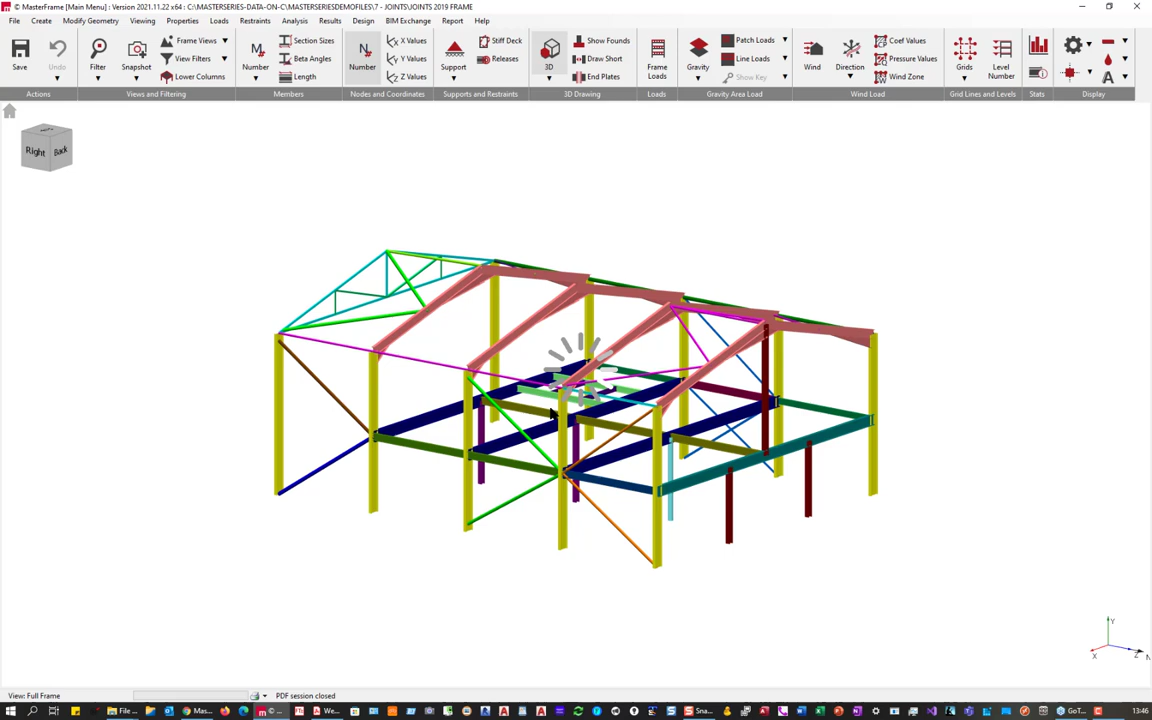 MasterFrame [Main Menu] : Version 2021.11.22 x64 : C:\MASTERSERIES-DATA-ON-C\MASTERSERIESDEMOFILES\7 - JOINTS\JOINTS 2019 FRAME
File Create Modify Geometry Viewing Properties Loads Restraints Analysis Results Design BIM Exchange Report Help
Save Undo Filter Snapshot Frame Views View Filters Lower Columns Number Section Sizes Beta Angles Length Number X Values Y Values Z Values Support Stiff Deck Releases 3D Show Founds Draw Short End Plates Frame Loads Gravity Patch Loads Line Loads Show Key Wind Direction Coef Values Pressure Values Wind Zone Grids Level Number
Actions Views and Filtering Members Nodes and Coordinates Supports and Restraints 3D Drawing Loads Gravity Area Load Wind Load Grid Lines and Levels Stats Display
Right Back
Y
X Z N
View: Full Frame PDF session closed
File ... Mas... We... Sna... GoT...
13:46